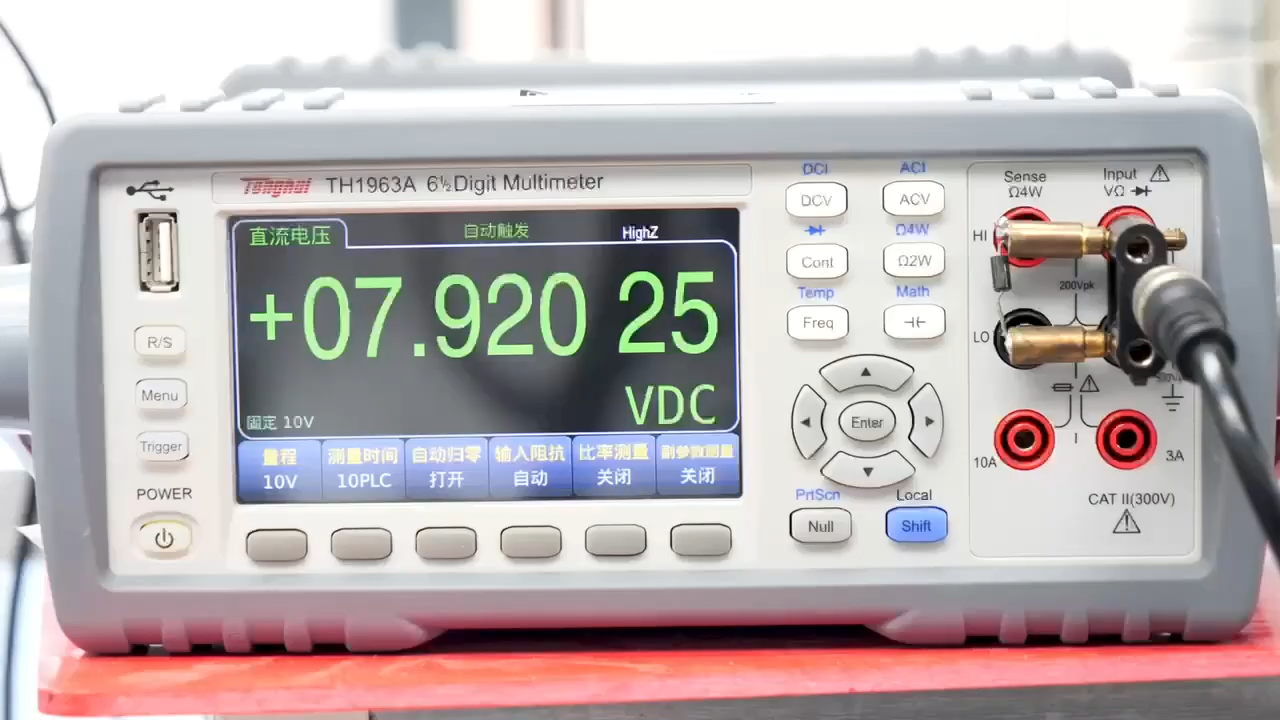 Tonghui TH1963A 6½Digit Multimeter
直流电压 自动触发 HighZ
+07.920 25
VDC
固定 10V
量程 测量时间 自动归零 输入阻抗 比率测量 副参数测量
10V 10PLC 打开 自动 关闭 关闭
R/S
Menu
Trigger
POWER
DCI ACI
DCV ACV
Ω4W
Cont Ω2W
Temp Math
Freq
Enter
PrtScn Local
Null Shift
Sense Input
Ω4W VΩ
HI
200Vpk
LO
I
10A 3A
CAT II(300V)